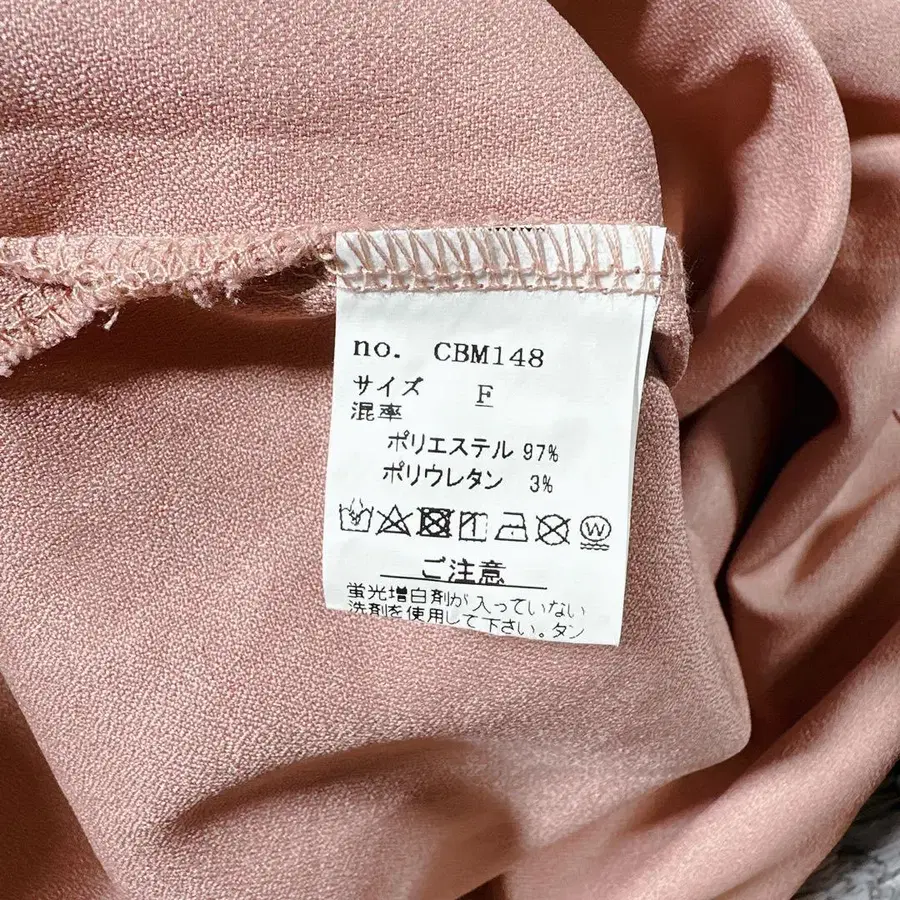 no. CBM148
サイズ F
混率
ポリエステル 97%
ポリウレタン 3%
W
ご注意
蛍光増白剤が入っていない
洗剤を使用して下さい。タン